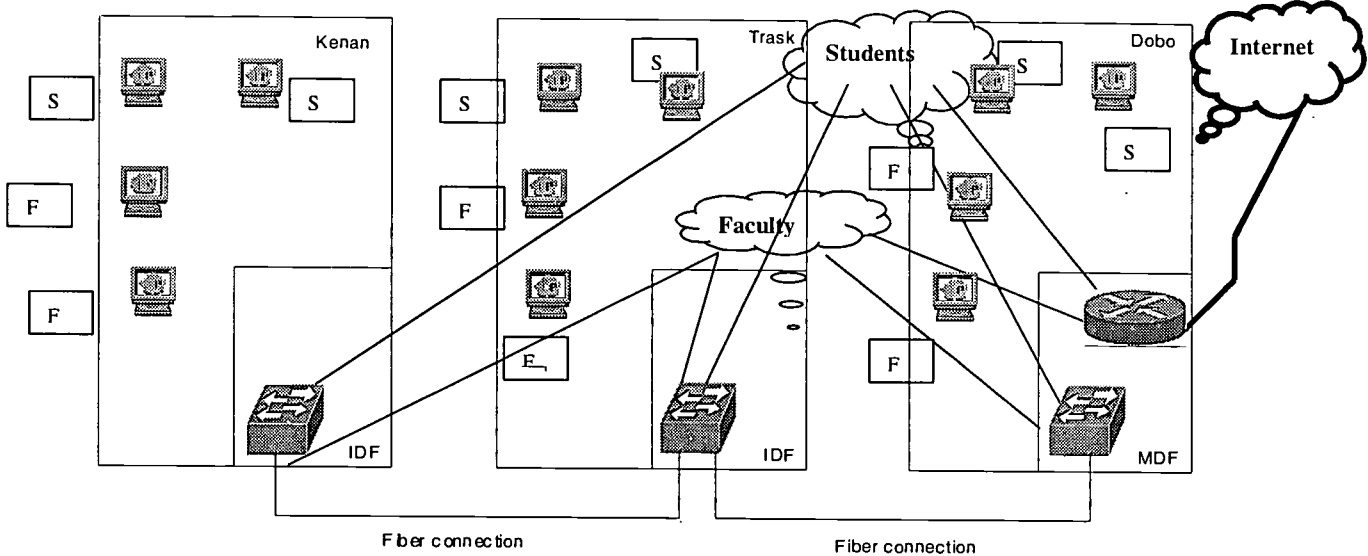 Kenan
Trask
Students
Dobo
Internet
S
S
S
S
S
S
F
F
F
Faculty
F
F
F
IDF
IDF
MDF
Fiber connection
Fiber connection